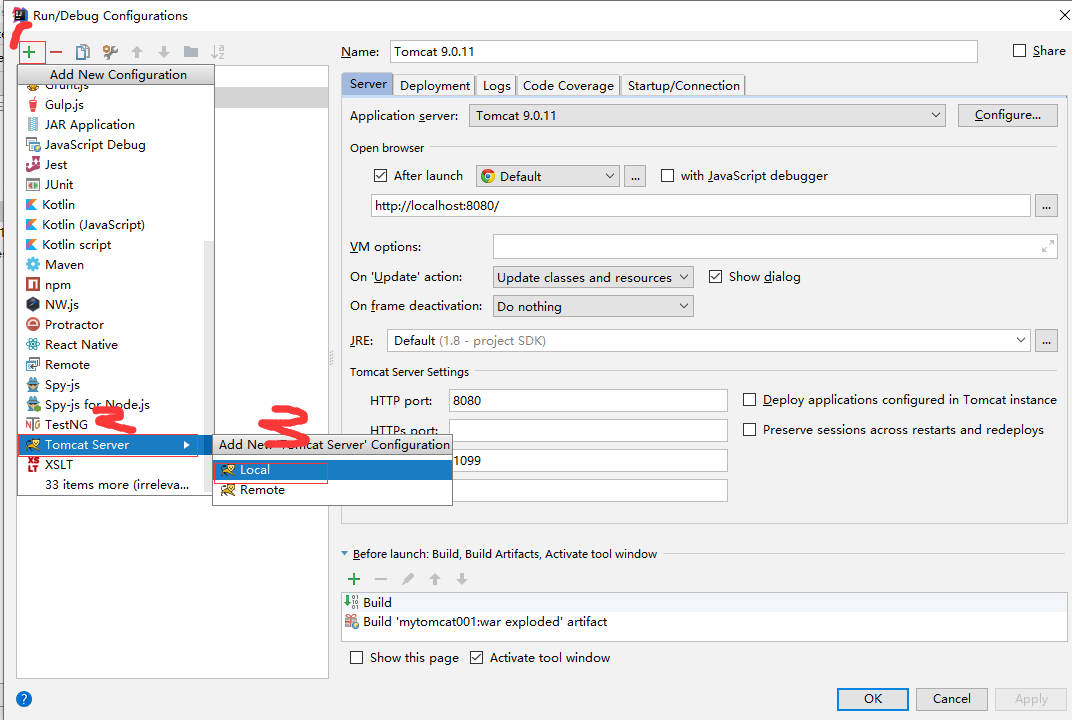 Run/Debug Configurations
Name: Tomcat 9.0.11 Share
Add New Configuration
Grunt.js
Gulp.js
JAR Application
JavaScript Debug
Jest
JUnit
Kotlin
Kotlin (JavaScript)
Kotlin script
Maven
npm
NW.js
Protractor
React Native
Remote
Spy-js
Spy-js for Node.js
TestNG
Tomcat Server
XSLT
33 items more (irreleva...
Add New 'Tomcat Server' Configuration
Local
Remote
Server Deployment Logs Code Coverage Startup/Connection
Application server: Tomcat 9.0.11 Configure...
Open browser
After launch Default ... with JavaScript debugger
http://localhost:8080/ ...
VM options:
On 'Update' action: Update classes and resources Show dialog
On frame deactivation: Do nothing
JRE: Default (1.8 - project SDK) ...
Tomcat Server Settings
HTTP port: 8080 Deploy applications configured in Tomcat instance
HTTPs port: Preserve sessions across restarts and redeploys
1099
Before launch: Build, Build Artifacts, Activate tool window
Build
Build 'mytomcat001:war exploded' artifact
Show this page Activate tool window
? OK Cancel Apply